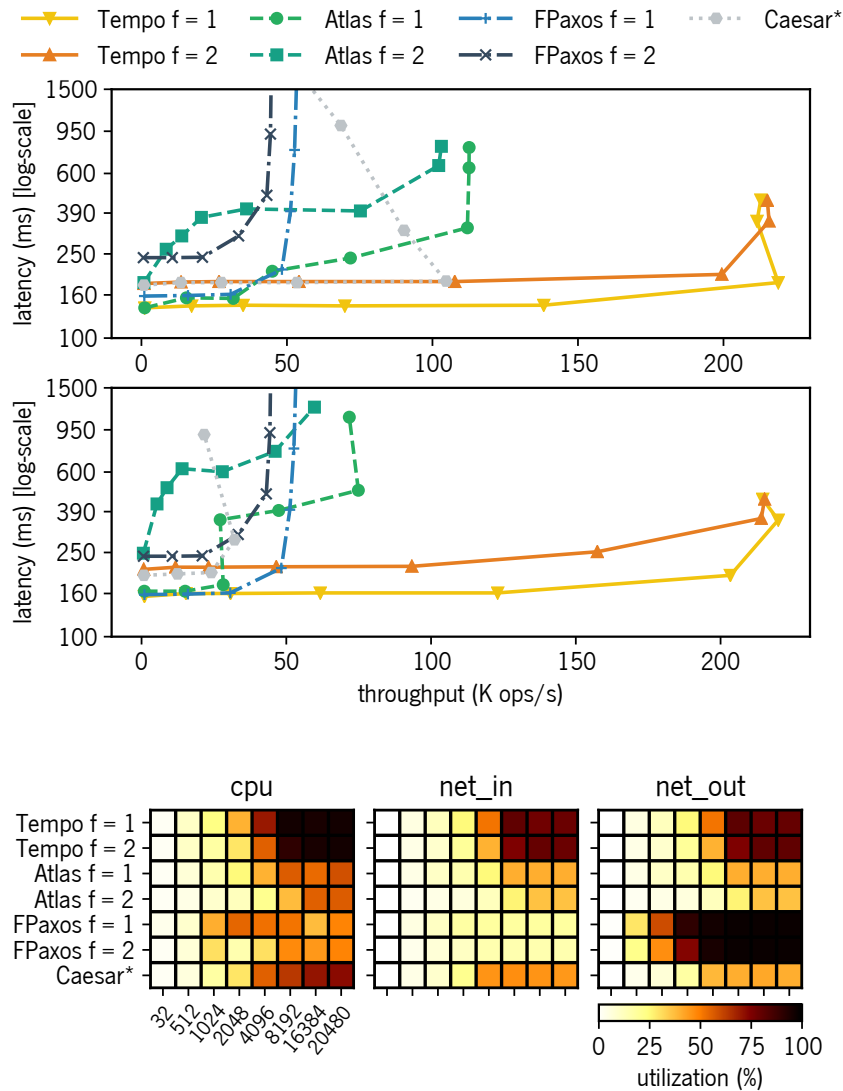 Tempo f = 1 Atlas f = 1 FPaxos f = 1 Caesar*
Tempo f = 2 Atlas f = 2 FPaxos f = 2
latency (ms) [log-scale]
1500
950
600
390
250
160
100
0 50 100 150 200
latency (ms) [log-scale]
1500
950
600
390
250
160
100
0 50 100 150 200
throughput (K ops/s)
cpu net_in net_out
Tempo f = 1
Tempo f = 2
Atlas f = 1
Atlas f = 2
FPaxos f = 1
FPaxos f = 2
Caesar*
32 512 1024 2048 4096 8192 16384 20480
0 25 50 75 100
utilization (%)